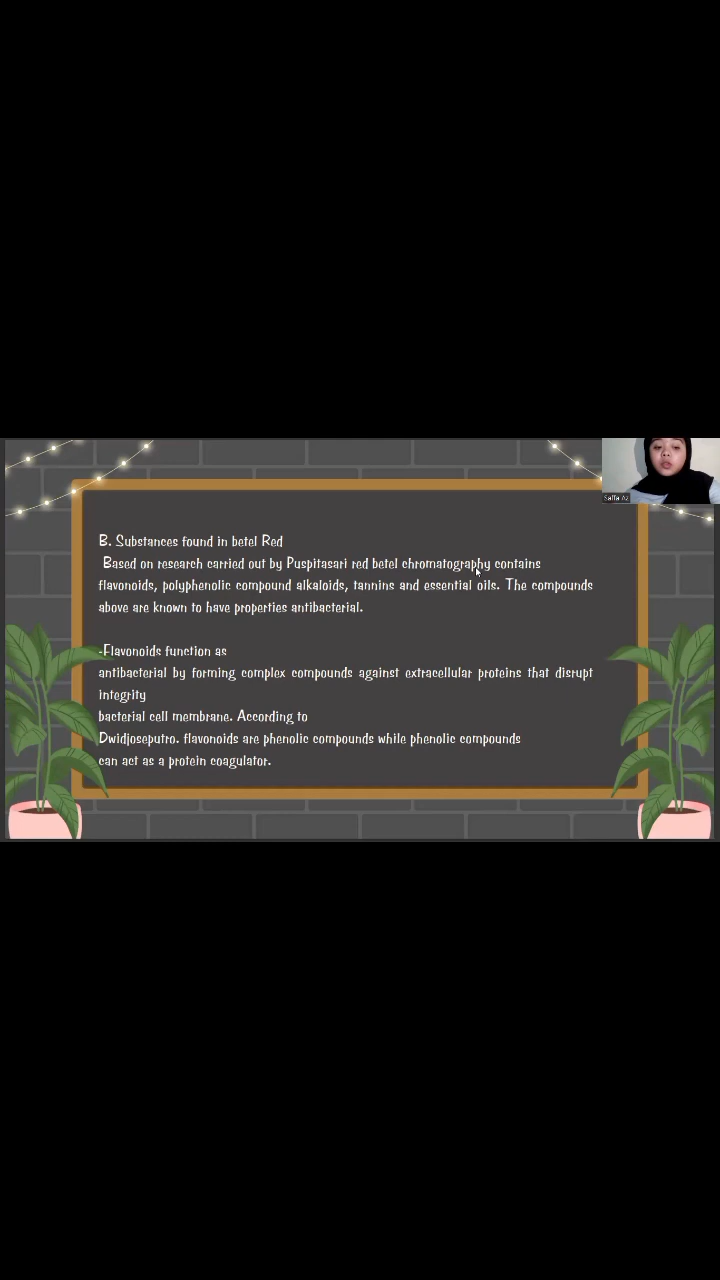 B. Substances found in betel Red
Based on research carried out by Puspitasari red betel chromatography contains
flavonoids, polyphenolic compound alkaloids, tannins and essential oils. The compounds
above are known to have properties antibacterial.
-Flavonoids function as
antibacterial by forming complex compounds against extracellular proteins that disrupt
integrity
bacterial cell membrane. According to
Dwidjoseputro. flavonoids are phenolic compounds while phenolic compounds
can act as a protein coagulator.
Saffa Az